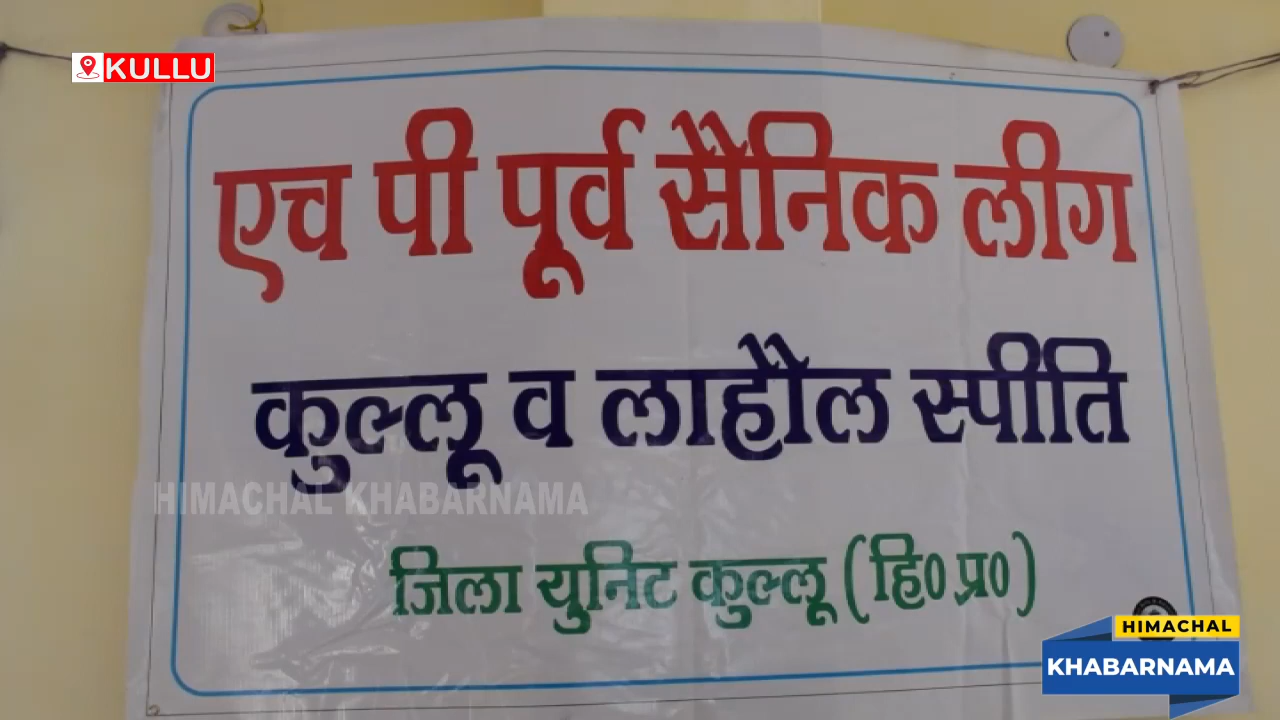 KULLU
एच पी पूर्व सैनिक लीग
कुल्लू व लाहौल स्पीति
HIMACHAL KHABARNAMA
जिला युनिट कुल्लू (हि० प्र०)
HIMACHAL
KHABARNAMA